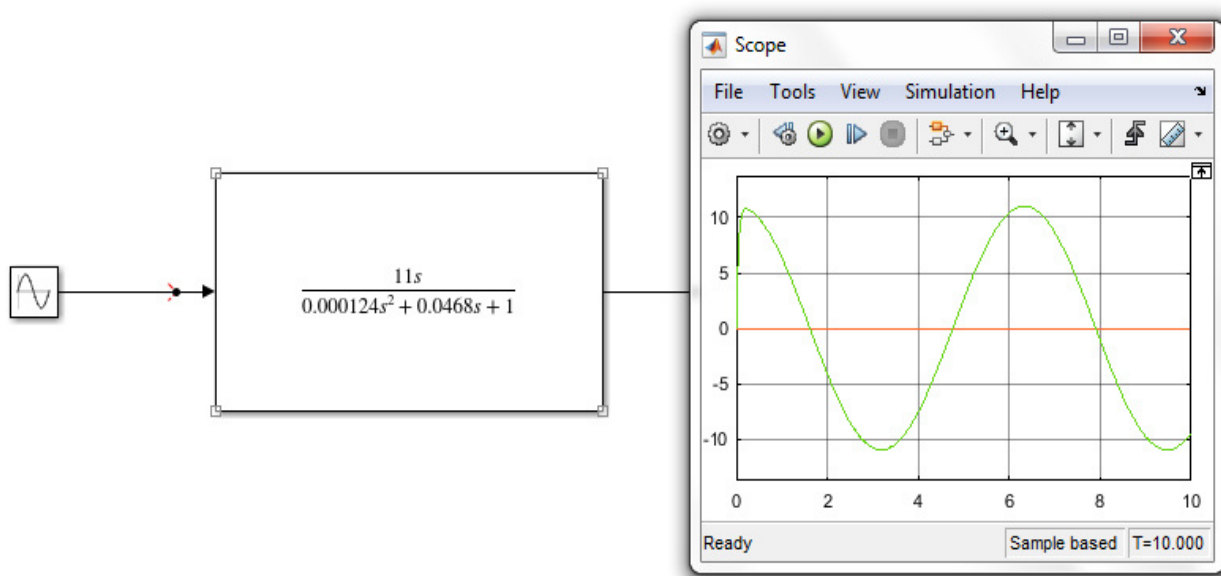 Scope
File Tools View Simulation Help
11s
0.000124s² + 0.0468s + 1
10
5
0
-5
-10
0 2 4 6 8 10
Ready Sample based T=10.000